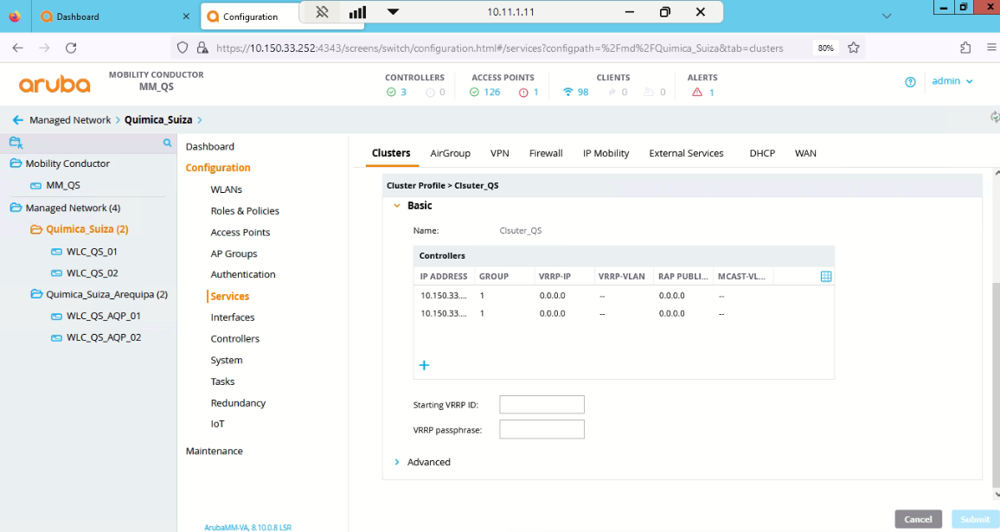 Dashboard
Configuration
10.11.1.11
https://10.150.33.252:4343/screens/switch/configuration.html#/services?configpath=%2Fmd%2FQuimica_Suiza&tab=clusters
80%
aruba
MOBILITY CONDUCTOR
MM_QS
CONTROLLERS
3 0
ACCESS POINTS
126 1
CLIENTS
98 0 0
ALERTS
1
admin
Managed Network > Quimica_Suiza >
Mobility Conductor
MM_QS
Managed Network (4)
Quimica_Suiza (2)
WLC_QS_01
WLC_QS_02
Quimica_Suiza_Arequipa (2)
WLC_QS_AQP_01
WLC_QS_AQP_02
Dashboard
Configuration
WLANs
Roles & Policies
Access Points
AP Groups
Authentication
Services
Interfaces
Controllers
System
Tasks
Redundancy
IoT
Maintenance
ArubaMM-VA, 8.10.0.8 LSR
Clusters AirGroup VPN Firewall IP Mobility External Services DHCP WAN
Cluster Profile > Clsuter_QS
Basic
Name: Clsuter_QS
Controllers
IP ADDRESS GROUP VRRP-IP VRRP-VLAN RAP PUBLI... MCAST-VL...
10.150.33.... 1 0.0.0.0 -- 0.0.0.0 --
10.150.33.... 1 0.0.0.0 -- 0.0.0.0 --
Starting VRRP ID:
VRRP passphrase:
Advanced
Cancel Submit